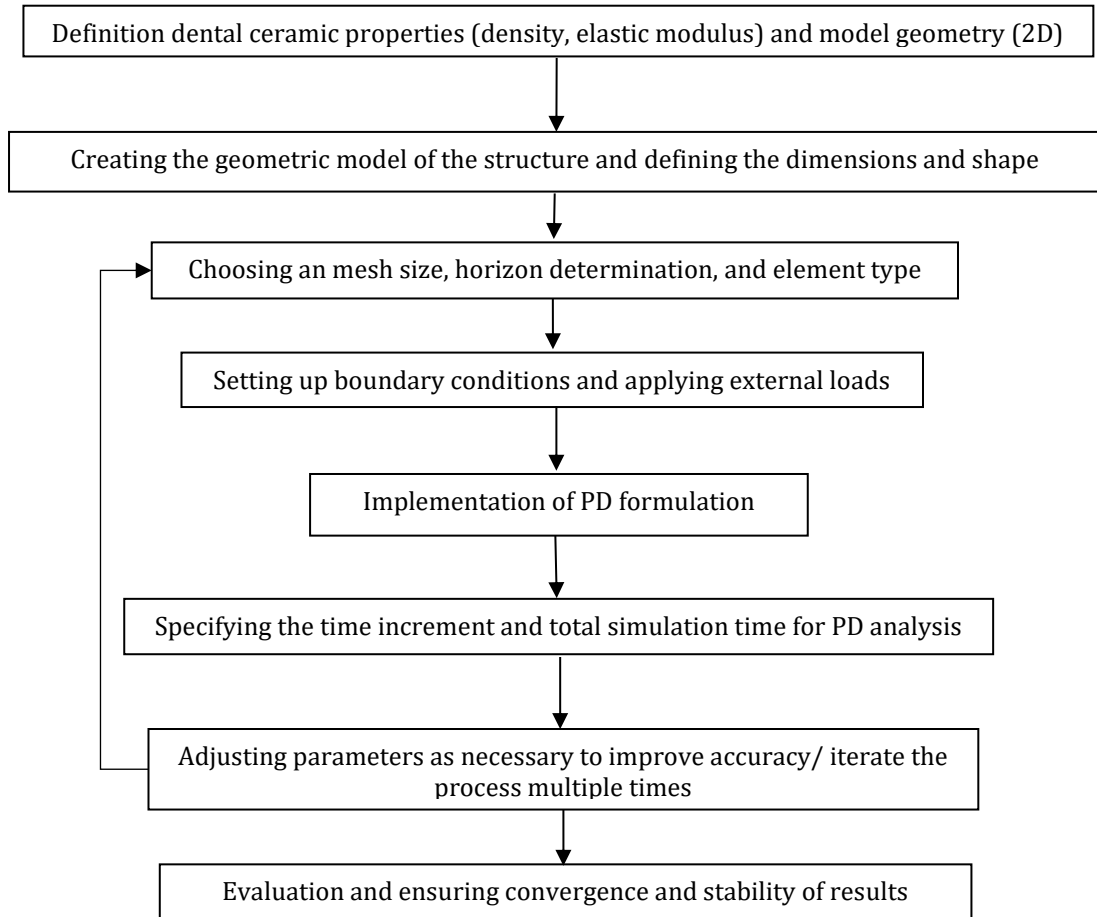 Definition dental ceramic properties (density, elastic modulus) and model geometry (2D)
Creating the geometric model of the structure and defining the dimensions and shape
Choosing an mesh size, horizon determination, and element type
Setting up boundary conditions and applying external loads
Implementation of PD formulation
Specifying the time increment and total simulation time for PD analysis
Adjusting parameters as necessary to improve accuracy/ iterate the
process multiple times
Evaluation and ensuring convergence and stability of results